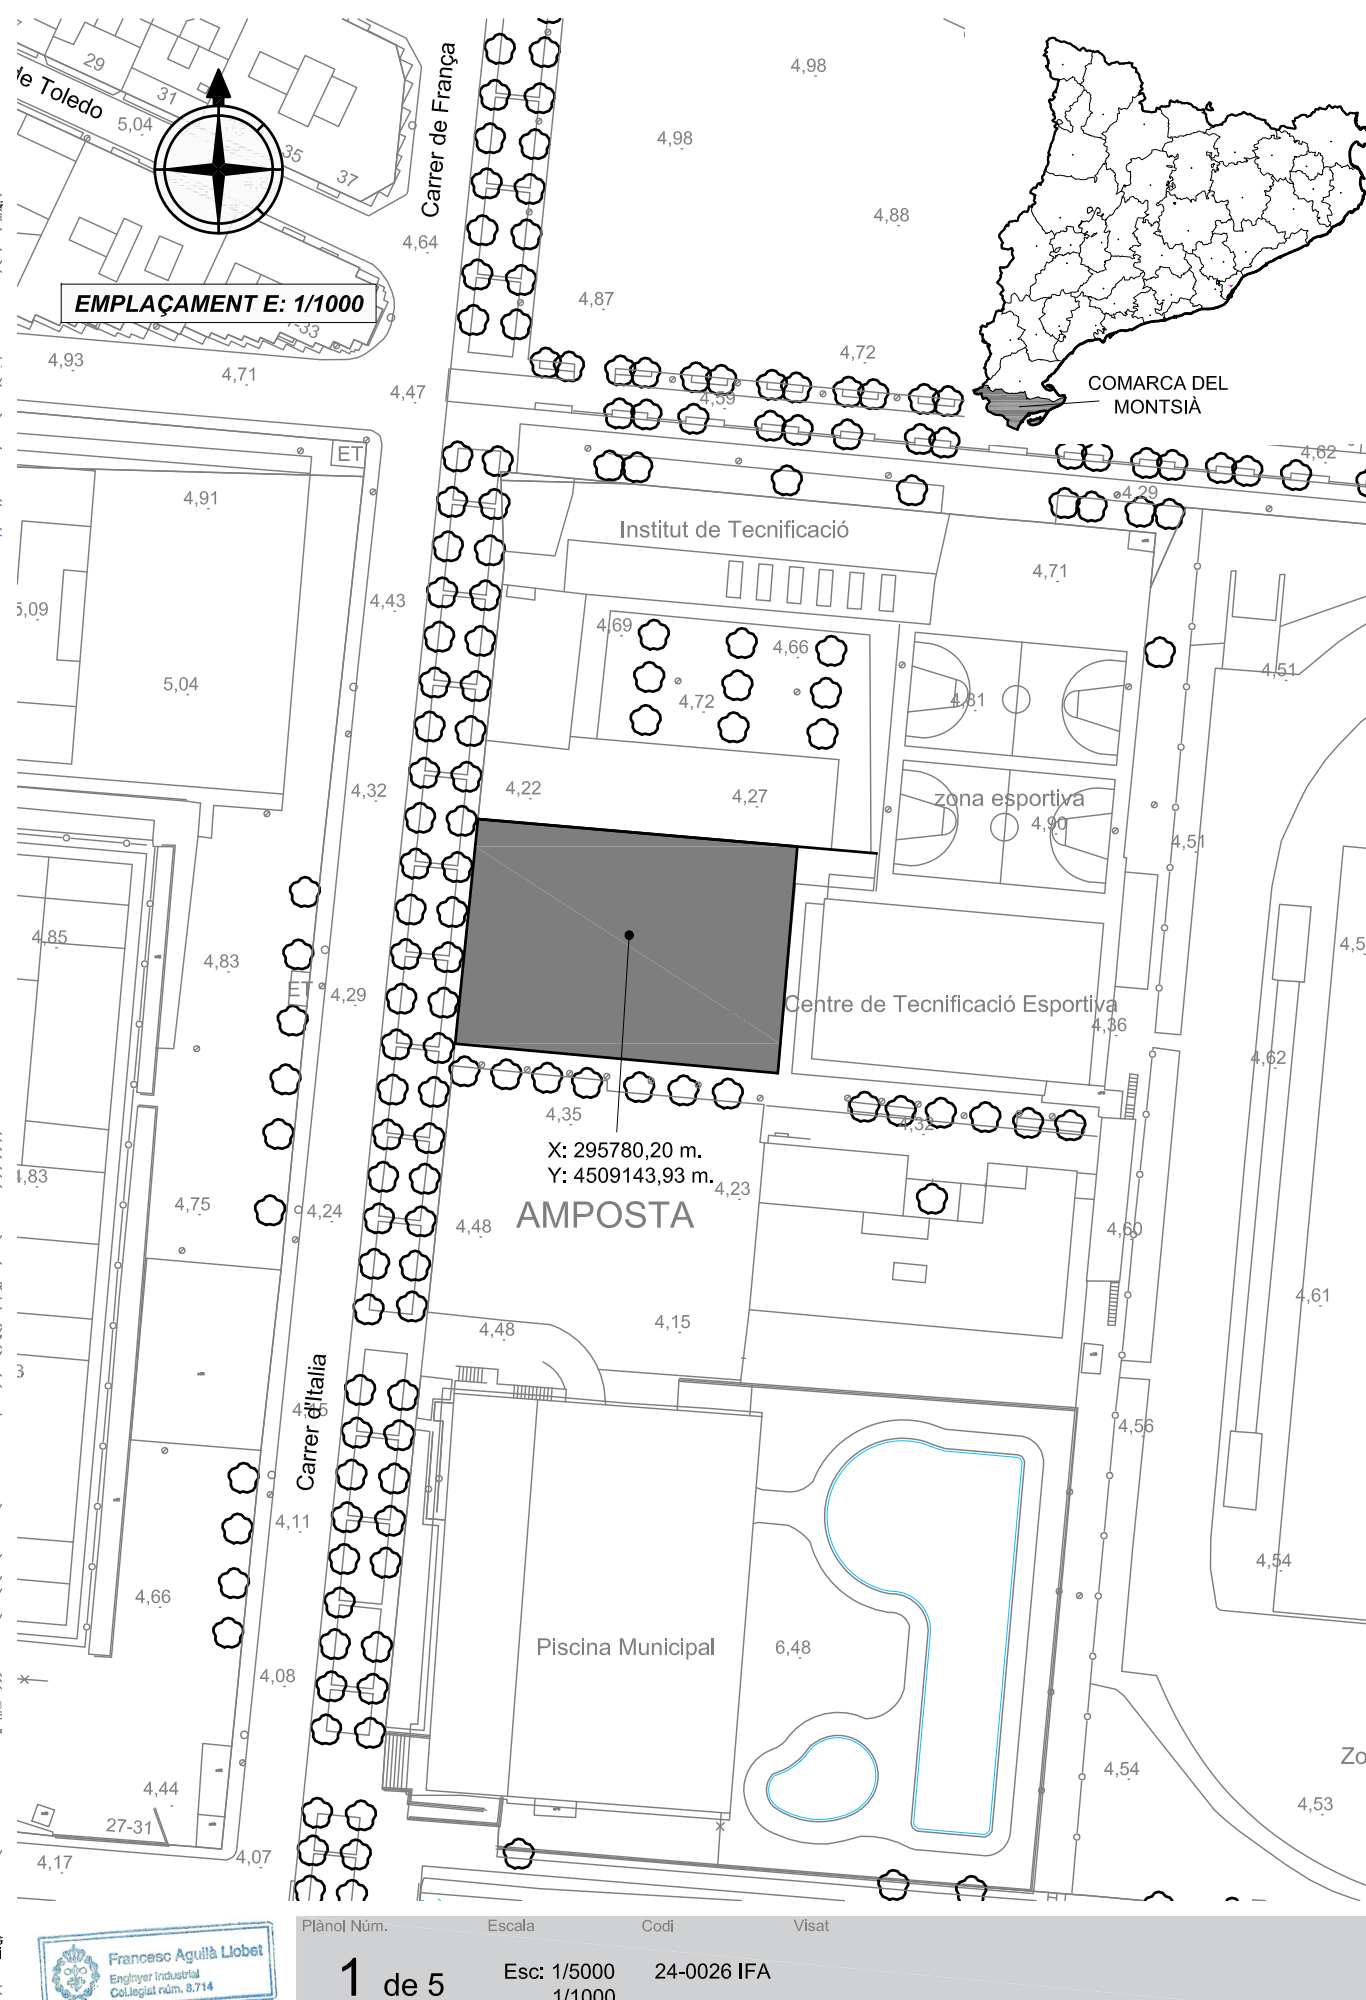 4,98
29
de Toledo
31
5,04
Carrer de França
4,98
35
37
4,88
4,64
EMPLAÇAMENT E: 1/1000
4,87
4,93
4,71
4,72
4,47
4,59
COMARCA DEL
MONTSIÀ
ET
4,62
4,91
4,29
Institut de Tecnificació
4,71
5,09
4,43
4,69
4,66
4,51
5,04
4,72
4,81
4,32
4,22
4,27
zona esportiva
4,90
4,51
4,85
4,83
ET
4,29
Centre de Tecnificació Esportiva
4,36
4,62
4,35
4,32
X: 295780,20 m.
Y: 4509143,93 m.
4,83
4,75
4,24
4,48
4,23
AMPOSTA
4,60
4,61
4,48
4,15
Carrer d'Italia
4,56
4,11
4,54
4,66
Piscina Municipal
6,48
4,08
Zo
4,54
4,44
4,53
27-31
4,17
4,07
Plànol Núm.
Escala
Codi
Visat
Francesc Aguilà Llobet
Enginyer Industrial
Col.legiat núm. 8.714
1 de 5
Esc: 1/5000
24-0026 IFA
1/1000